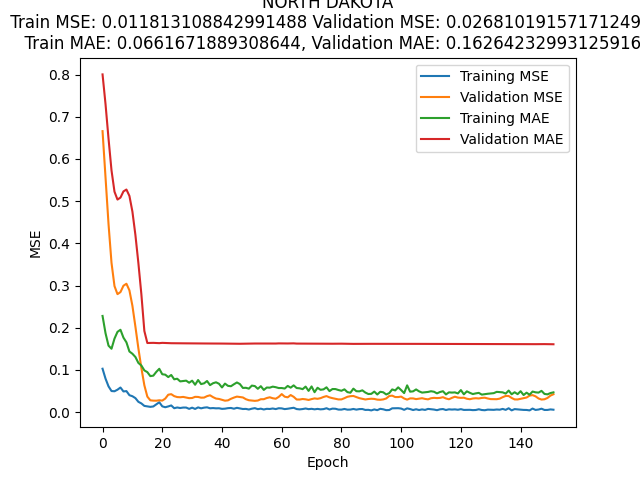 NORTH DAKOTA
Train MSE: 0.011813108842991488 Validation MSE: 0.02681019157171249
Train MAE: 0.0661671889308644, Validation MAE: 0.16264232993125916
Training MSE
Validation MSE
Training MAE
Validation MAE
0.8
0.7
0.6
0.5
0.4
0.3
0.2
0.1
0.0
MSE
0 20 40 60 80 100 120 140
Epoch